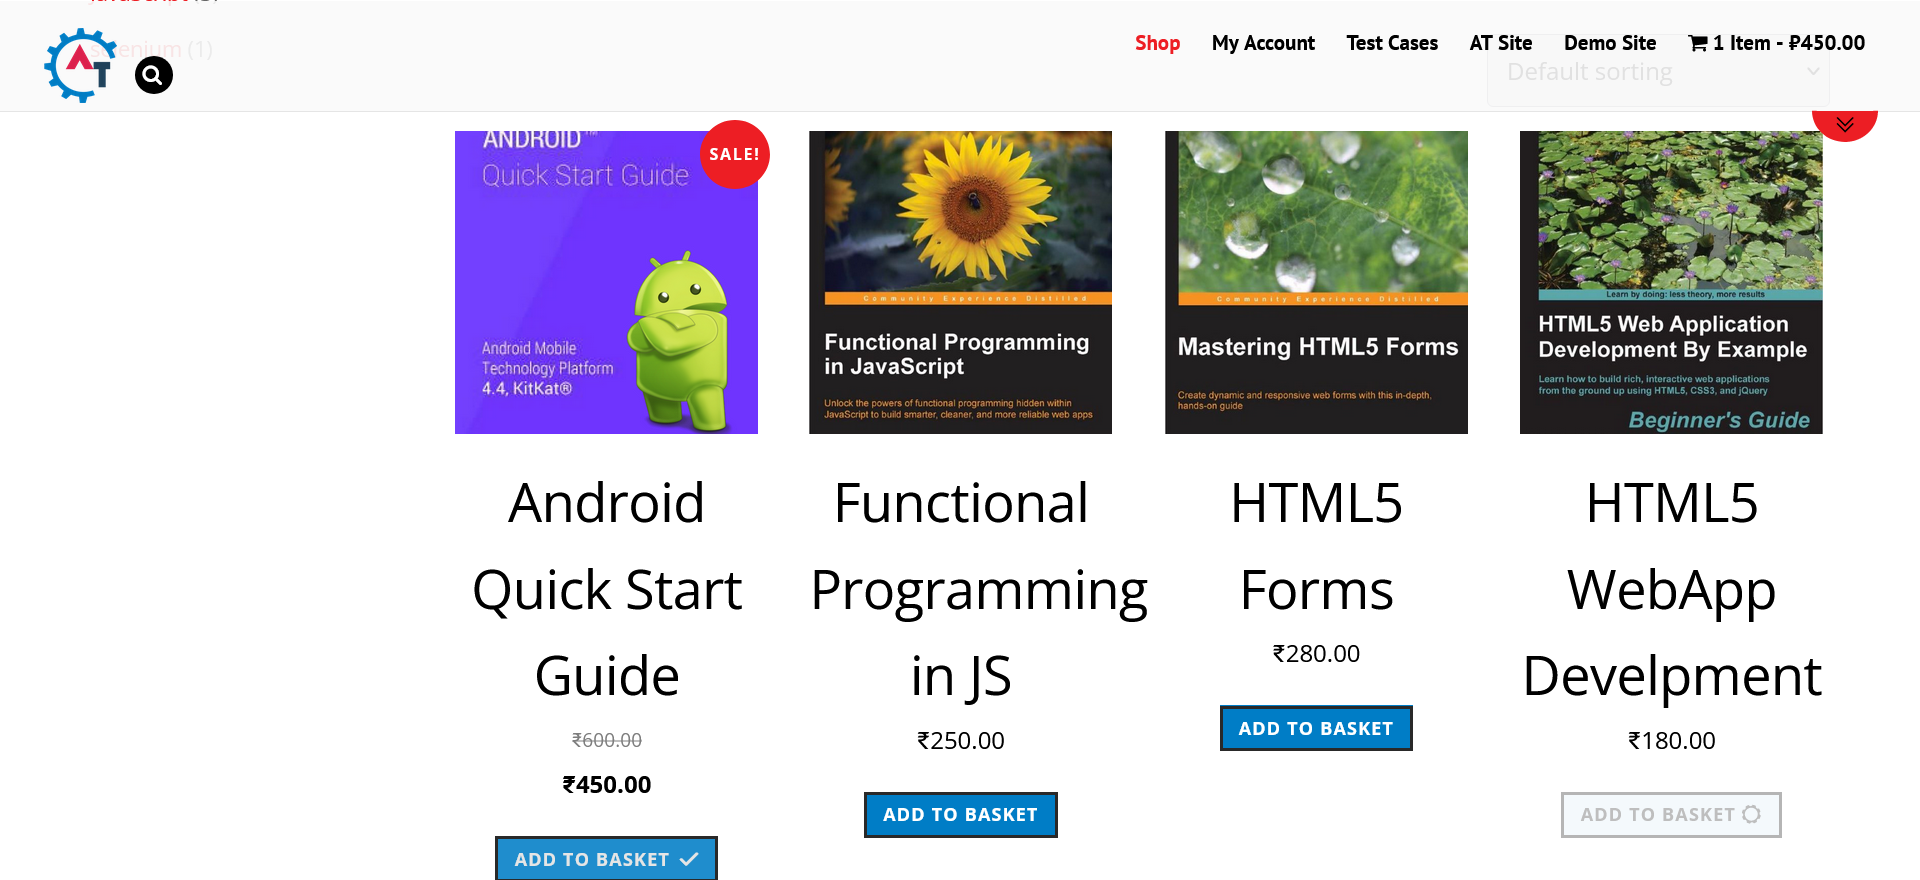 Shop My Account Test Cases AT Site Demo Site 1 Item - ₽450.00
selenium (1)
AT
Default sorting
ANDROID™
Quick Start Guide
SALE!
Android Mobile
Technology Platform
4.4, KitKat®
Community Experience Distilled
Functional Programming
in JavaScript
Unlock the powers of functional programming hidden within
JavaScript to build smarter, cleaner, and more reliable web apps
Community Experience Distilled
Mastering HTML5 Forms
Create dynamic and responsive web forms with this in-depth,
hands-on guide
Learn by doing: less theory, more results
HTML5 Web Application
Development By Example
Learn how to build rich, interactive web applications
from the ground up using HTML5, CSS3, and jQuery
Beginner's Guide
Android
Quick Start
Guide
₹600.00
₹450.00
ADD TO BASKET
Functional
Programming
in JS
₹250.00
ADD TO BASKET
HTML5
Forms
₹280.00
ADD TO BASKET
HTML5
WebApp
Develpment
₹180.00
ADD TO BASKET